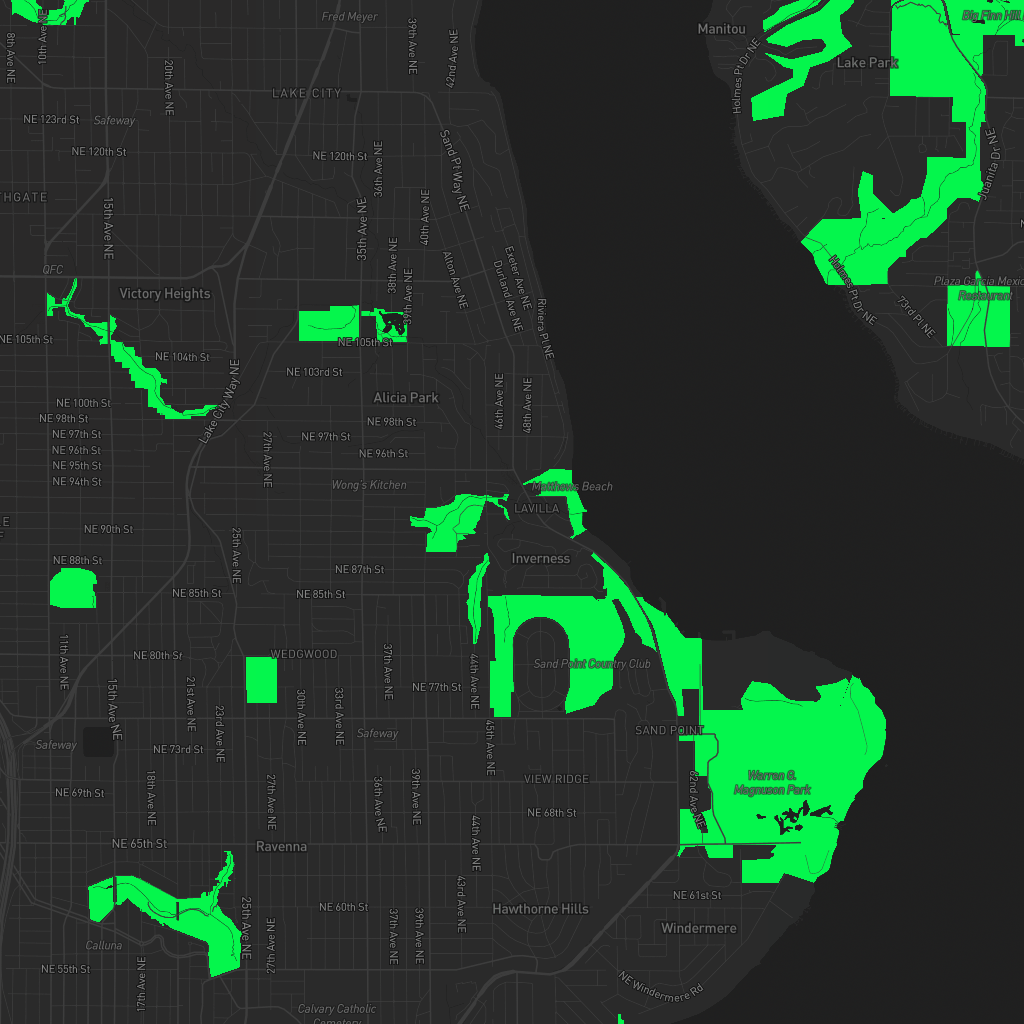 Fred Meyer
Manitou
Big Finn Hill
Lake Park
8th Ave NE
10th Ave NE
39th Ave NE
42nd Ave NE
20th Ave NE
Holmes Pt Dr NE
LAKE CITY
NE 123rd St
Safeway
NE 120th St
NE 120th St
36th Ave NE
Sand Pt Way NE
Juanita Dr NE
THGATE
15th Ave NE
35th Ave NE
40th Ave NE
38th Ave NE
39th Ave NE
Alton Ave NE
Exeter Ave NE
Durland Ave NE
QFC
Victory Heights
Holmes Pt Dr NE
Plaza Garcia Mexic
Restaurant
73rd Pl NE
Riviera Pl NE
NE 105th St
NE 105th St
NE 104th St
NE 103rd St
Lake City Way NE
Alicia Park
46th Ave NE
48th Ave NE
NE 100th St
NE 98th St
NE 98th St
NE 97th St
NE 97th St
NE 96th St
NE 96th St
27th Ave NE
NE 95th St
NE 94th St
Wong's Kitchen
Matthews Beach
LAVILLA
NE 90th St
25th Ave NE
Inverness
NE 88th St
NE 87th St
NE 85th St
NE 85th St
11th Ave NE
NE 80th St
WEDGWOOD
37th Ave NE
44th Ave NE
Sand Point Country Club
NE 77th St
15th Ave NE
21st Ave NE
23rd Ave NE
30th Ave NE
33rd Ave NE
45th Ave NE
Safeway
SAND POINT
Safeway
NE 73rd St
VIEW RIDGE
Warren G.
Magnuson Park
NE 69th St
18th Ave NE
27th Ave NE
36th Ave NE
39th Ave NE
62nd Ave NE
NE 68th St
NE 65th St
Ravenna
44th Ave NE
43rd Ave NE
NE 61st St
NE 60th St
Hawthorne Hills
25th Ave NE
27th Ave NE
37th Ave NE
39th Ave NE
Windermere
Calluna
NE 55th St
17th Ave NE
NE Windermere Rd
Calvary Catholic
Cemetery